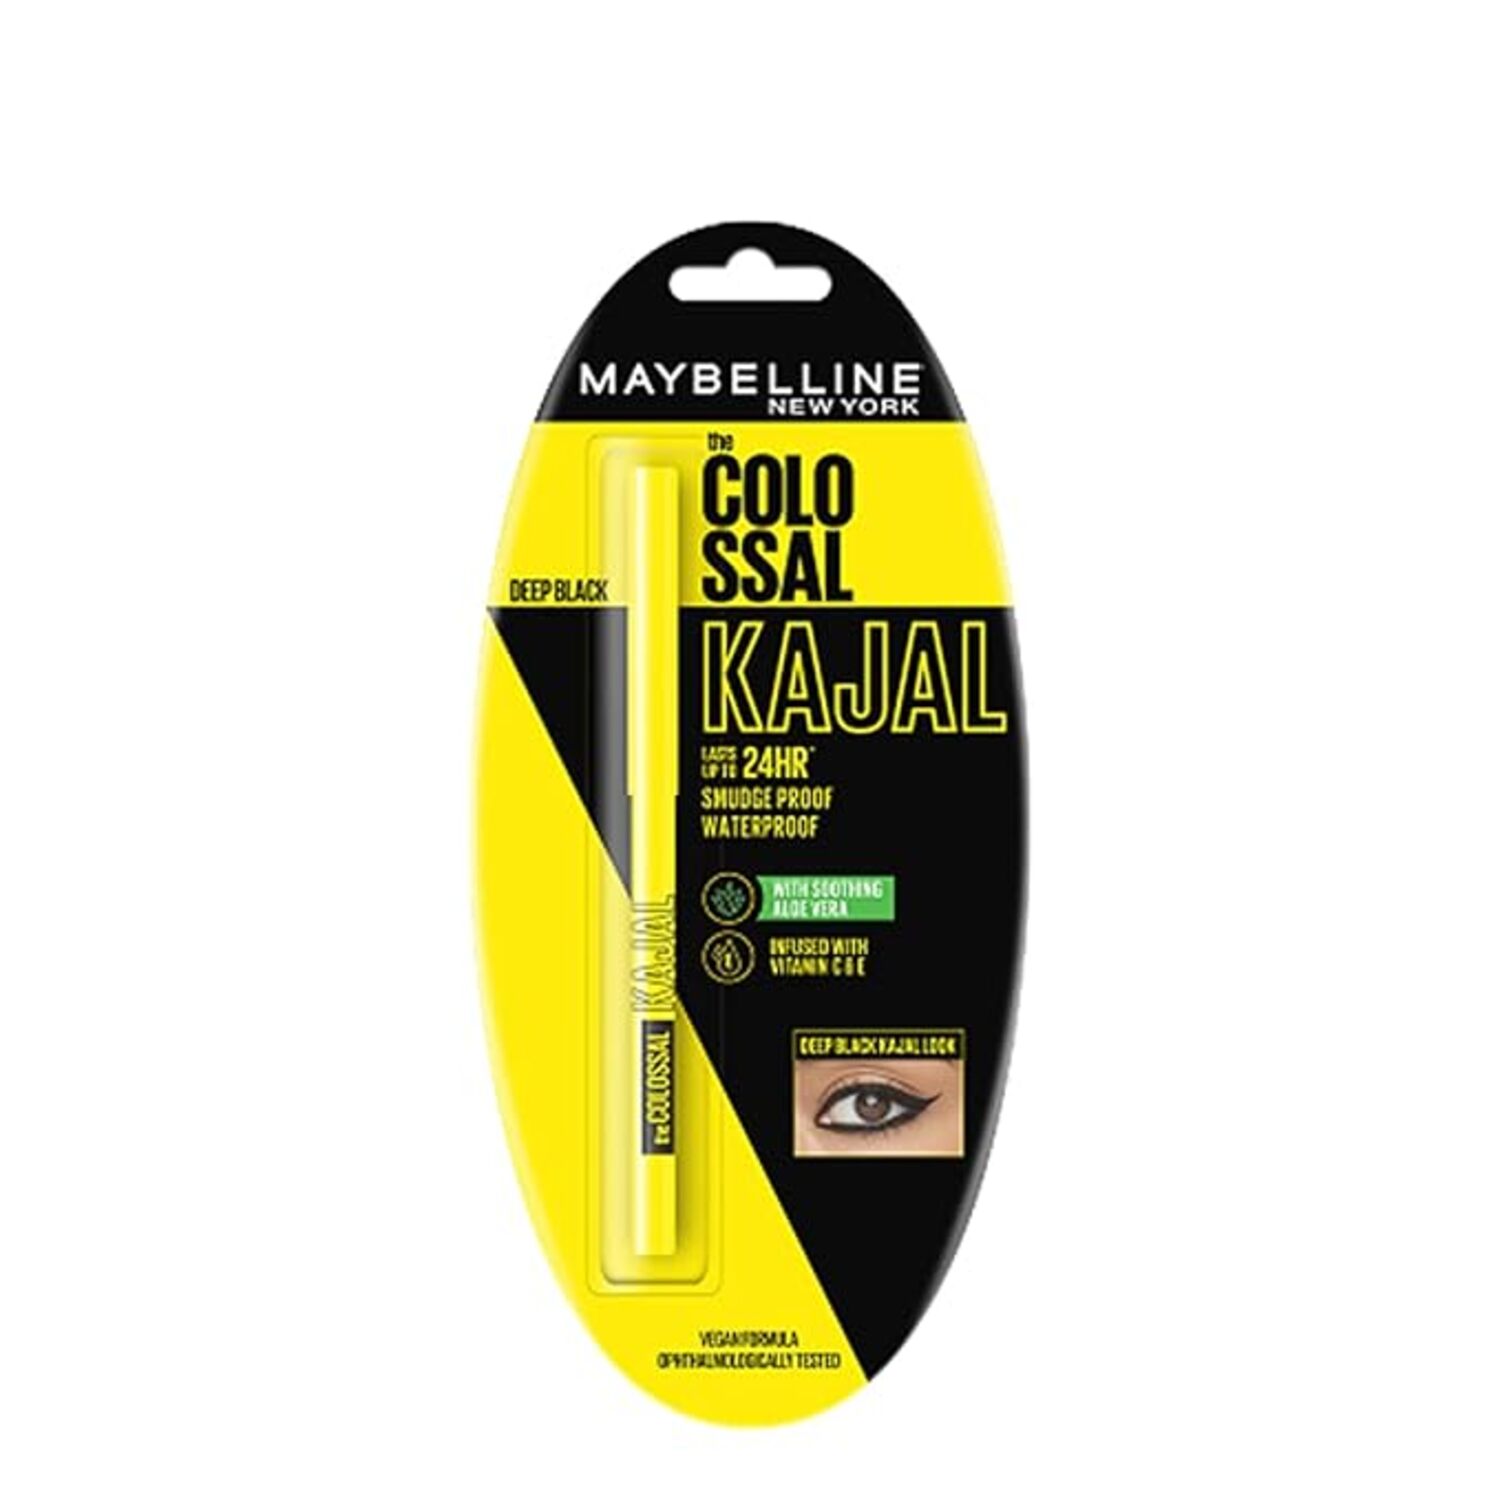 MAYBELLINE
NEW YORK
the
COLO
SSAL
DEEP BLACK
KAJAL
LASTS
UP TO 24HR*
SMUDGE PROOF
WATERPROOF
WITH SOOTHING
ALOE VERA
INFUSED WITH
VITAMIN C & E
KAJAL
the COLOSSAL
DEEP BLACK KAJAL LOOK
VEGAN FORMULA
OPHTHALMOLOGICALLY TESTED